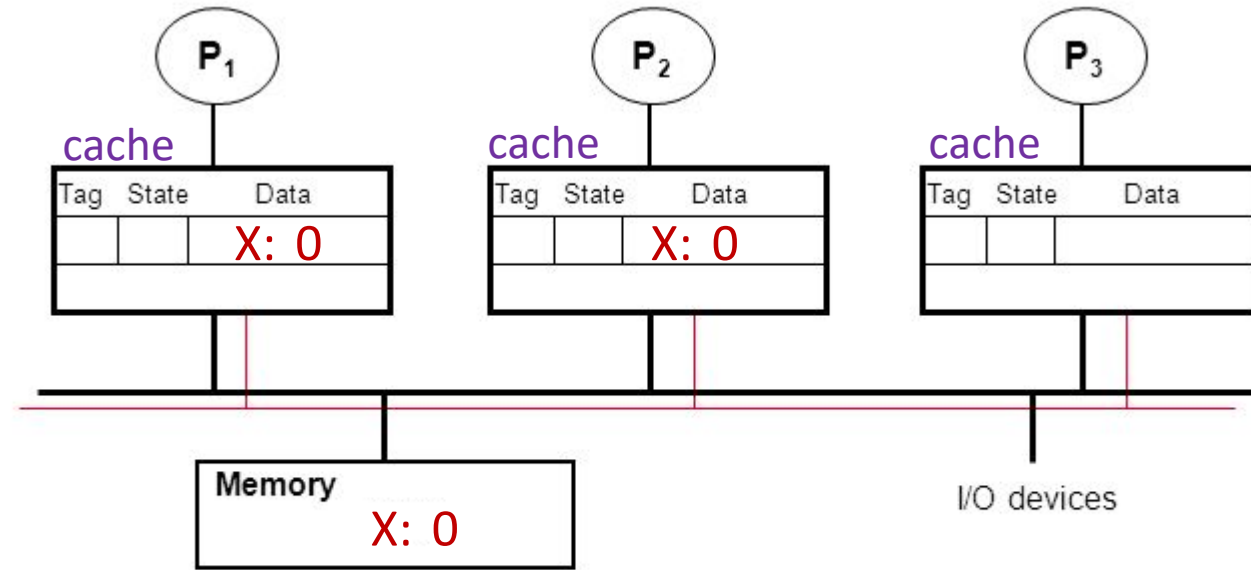 P1 P2 P3
cache cache cache
Tag State Data Tag State Data Tag State Data
X: 0 X: 0
Memory
I/O devices
X: 0